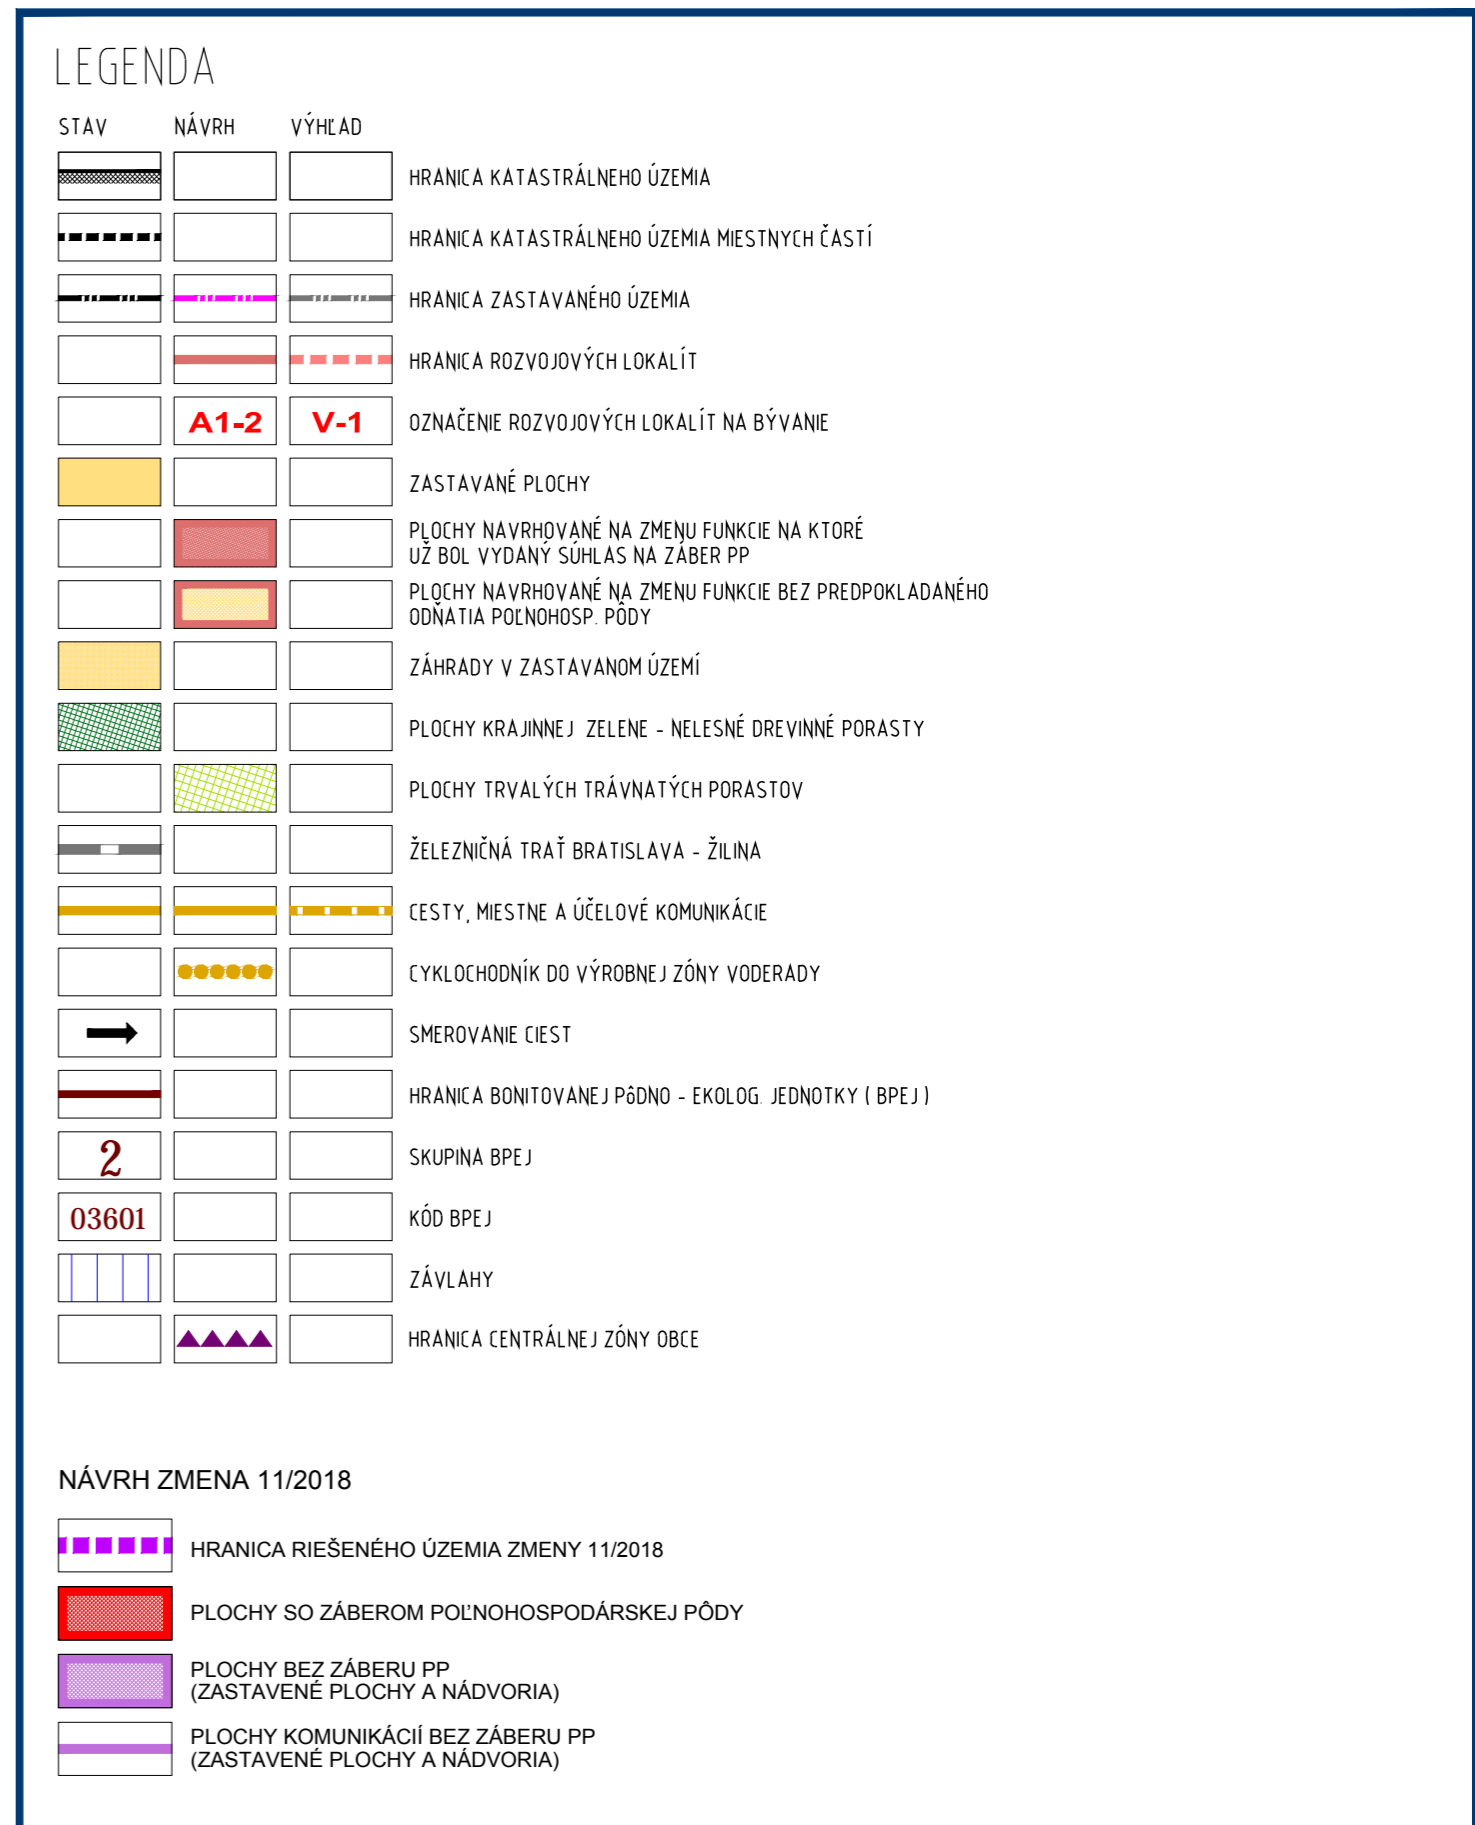 LEGENDA
STAV NÁVRH VÝHĽAD
HRANICA KATASTRÁLNEHO ÚZEMIA
HRANICA KATASTRÁLNEHO ÚZEMIA MIESTNYCH ČASTÍ
HRANICA ZASTAVANÉHO ÚZEMIA
HRANICA ROZVOJOVÝCH LOKALÍT
A1-2 V-1 OZNAČENIE ROZVOJOVÝCH LOKALÍT NA BÝVANIE
ZASTAVANÉ PLOCHY
PLOCHY NAVRHOVANÉ NA ZMENU FUNKCIE NA KTORÉ
UŽ BOL VYDANÝ SÚHLAS NA ZÁBER PP
PLOCHY NAVRHOVANÉ NA ZMENU FUNKCIE BEZ PREDPOKLADANÉHO
ODŇATIA POĽNOHOSP. PÔDY
ZÁHRADY V ZASTAVANOM ÚZEMÍ
PLOCHY KRAJINNEJ ZELENE - NELESNÉ DREVINNÉ PORASTY
PLOCHY TRVALÝCH TRÁVNATÝCH PORASTOV
ŽELEZNIČNÁ TRAŤ BRATISLAVA - ŽILINA
CESTY, MIESTNE A ÚČELOVÉ KOMUNIKÁCIE
CYKLOCHODNÍK DO VÝROBNEJ ZÓNY VODERADY
SMEROVANIE CIEST
HRANICA BONITOVANEJ PôDNO - EKOLOG. JEDNOTKY ( BPEJ )
2 SKUPINA BPEJ
03601 KÓD BPEJ
ZÁVLAHY
HRANICA CENTRÁLNEJ ZÓNY OBCE
NÁVRH ZMENA 11/2018
HRANICA RIEŠENÉHO ÚZEMIA ZMENY 11/2018
PLOCHY SO ZÁBEROM POĽNOHOSPODÁRSKEJ PÔDY
PLOCHY BEZ ZÁBERU PP
(ZASTAVENÉ PLOCHY A NÁDVORIA)
PLOCHY KOMUNIKÁCIÍ BEZ ZÁBERU PP
(ZASTAVENÉ PLOCHY A NÁDVORIA)